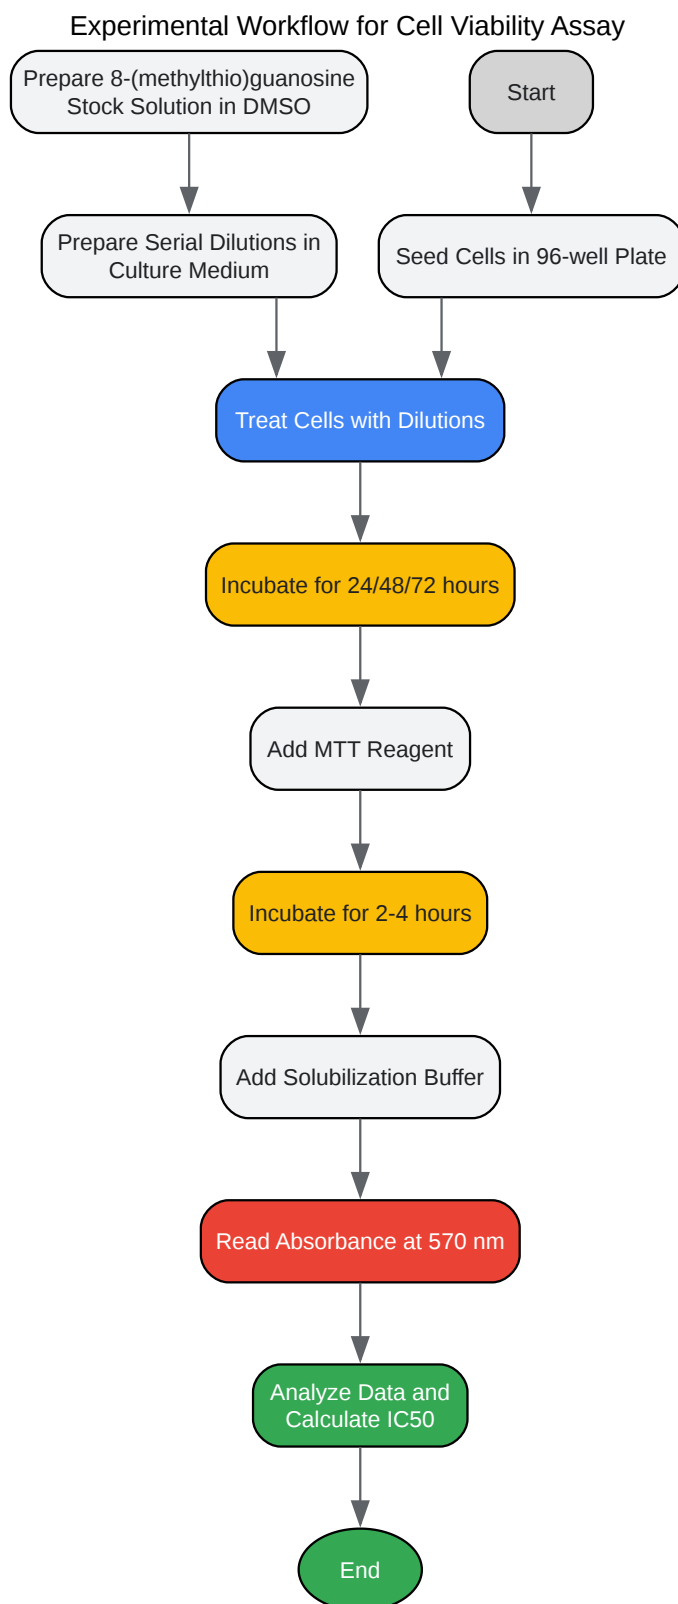 Experimental Workflow for Cell Viability Assay
Prepare 8-(methylthio)guanosine
Stock Solution in DMSO
Start
Prepare Serial Dilutions in
Culture Medium
Seed Cells in 96-well Plate
Treat Cells with Dilutions
Incubate for 24/48/72 hours
Add MTT Reagent
Incubate for 2-4 hours
Add Solubilization Buffer
Read Absorbance at 570 nm
Analyze Data and
Calculate IC50
End